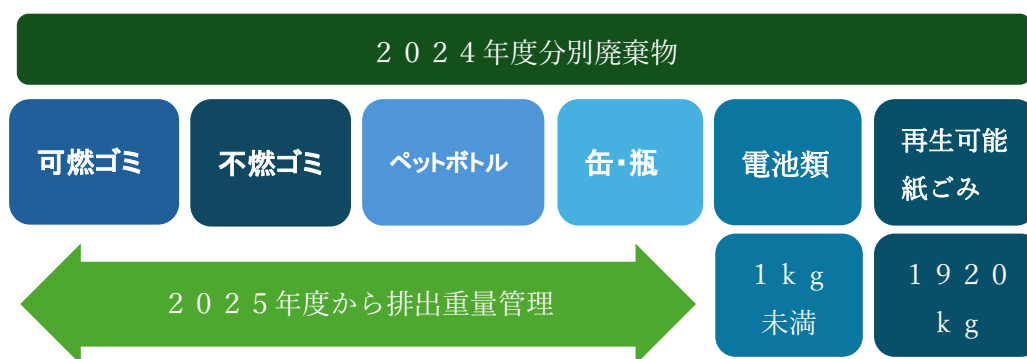 ２０２4年度分別廃棄物
可燃ゴミ
不燃ゴミ
ペットボトル
缶・瓶
電池類
再生可能
紙ごみ
２０２5年度から排出重量管理
１ｋｇ
未満
１９２０
ｋｇ